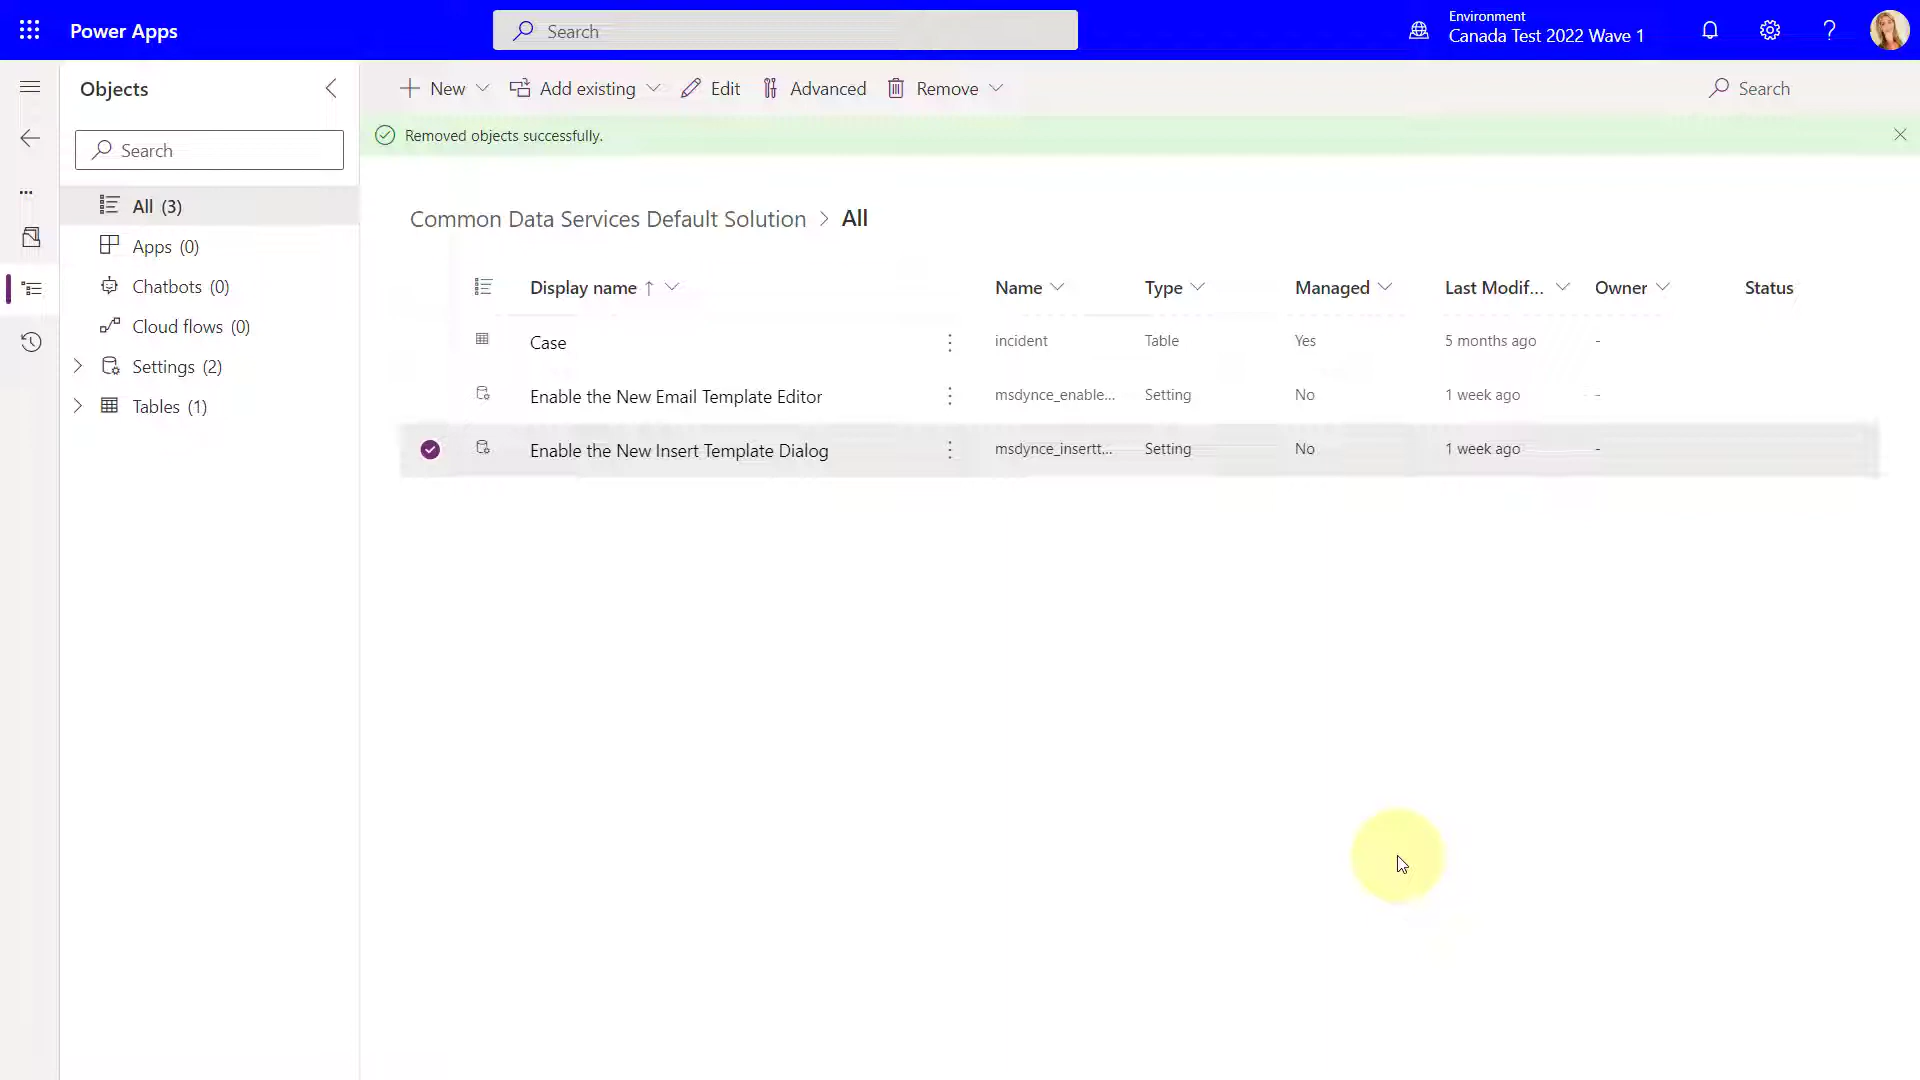 Power Apps
Search
Environment
Canada Test 2022 Wave 1
Objects
Search
All (3)
Apps (0)
Chatbots (0)
Cloud flows (0)
Settings (2)
Tables (1)
New
Add existing
Edit
Advanced
Remove
Search
Removed objects successfully.
Common Data Services Default Solution > All
Display name ↑ Name Type Managed Last Modif... Owner Status
Case incident Table Yes 5 months ago -
Enable the New Email Template Editor msdynce_enable... Setting No 1 week ago -
Enable the New Insert Template Dialog msdynce_insertt... Setting No 1 week ago -